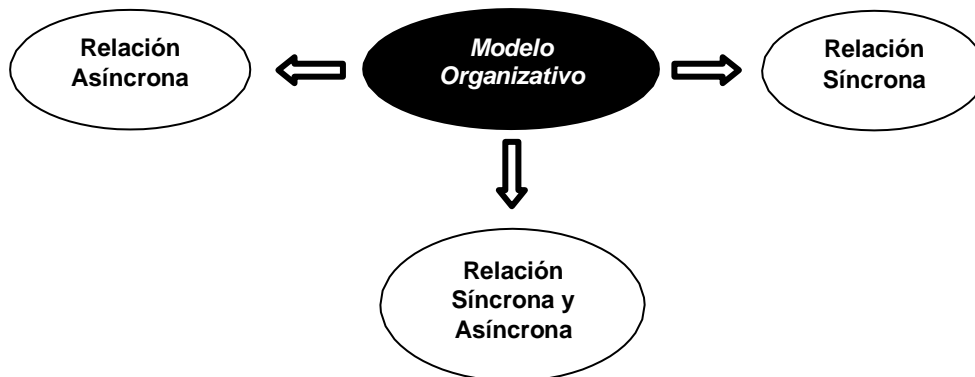 Relación
Asíncrona
Modelo
Organizativo
Relación
Síncrona
Relación
Síncrona y
Asíncrona